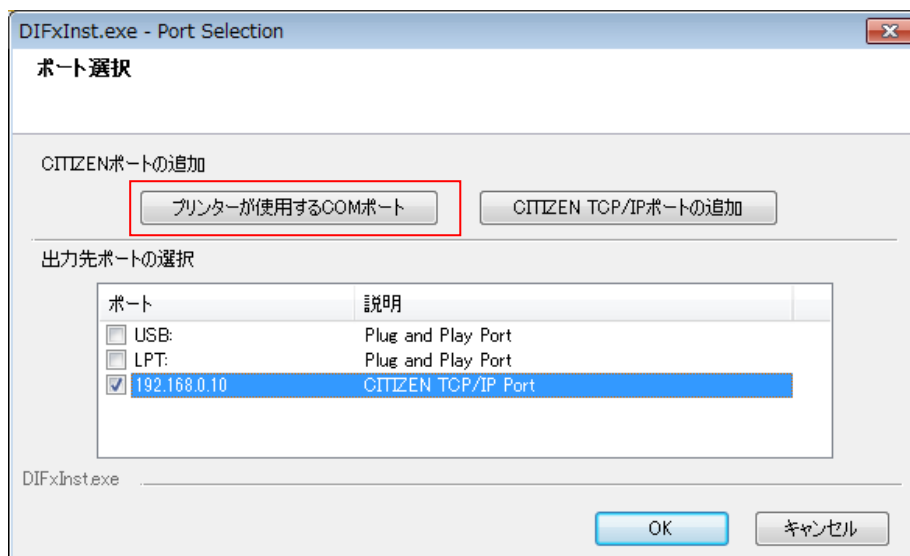 DIFxInst.exe - Port Selection
ポート選択
CITIZENポートの追加
プリンターが使用するCOMポート
CITIZEN TCP/IPポートの追加
出力先ポートの選択
ポート 説明
USB: Plug and Play Port
LPT: Plug and Play Port
192.168.0.10 CITIZEN TCP/IP Port
DIFxInst.exe
OK キャンセル